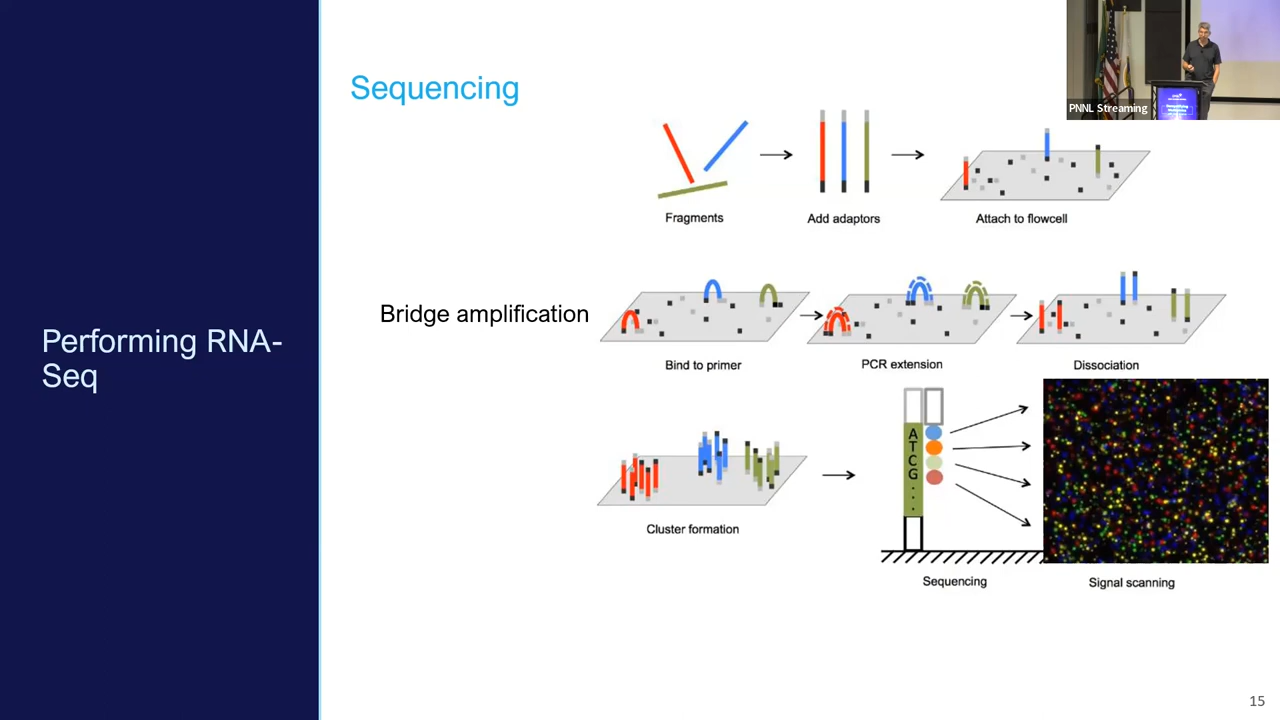 Sequencing
PNNL Streaming
Fragments
Add adaptors
Attach to flowcell
Performing RNA-
Seq
Bridge amplification
Bind to primer
PCR extension
Dissociation
A
T
C
G
.
.
Cluster formation
Sequencing
Signal scanning
15